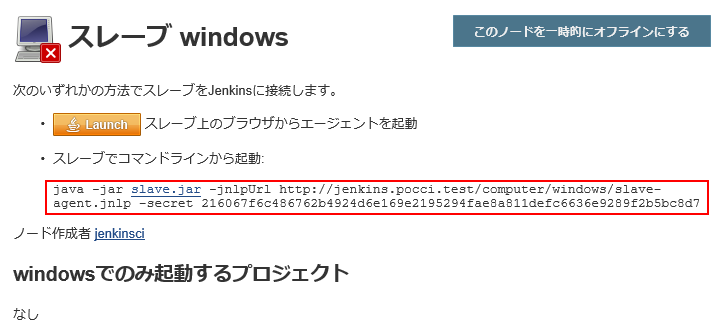 スレーブ windows
このノードを一時的にオフラインにする
次のいずれかの方法でスレーブをJenkinsに接続します。
• Launch スレーブ上のブラウザからエージェントを起動
• スレーブでコマンドラインから起動:
java -jar slave.jar -jnlpUrl http://jenkins.pocci.test/computer/windows/slave-
agent.jnlp -secret 216067f6c486762b4924d6e169e2195294fae8a811defc6636e9289f2b5bc8d7
ノード作成者 jenkinsci
windowsでのみ起動するプロジェクト
なし